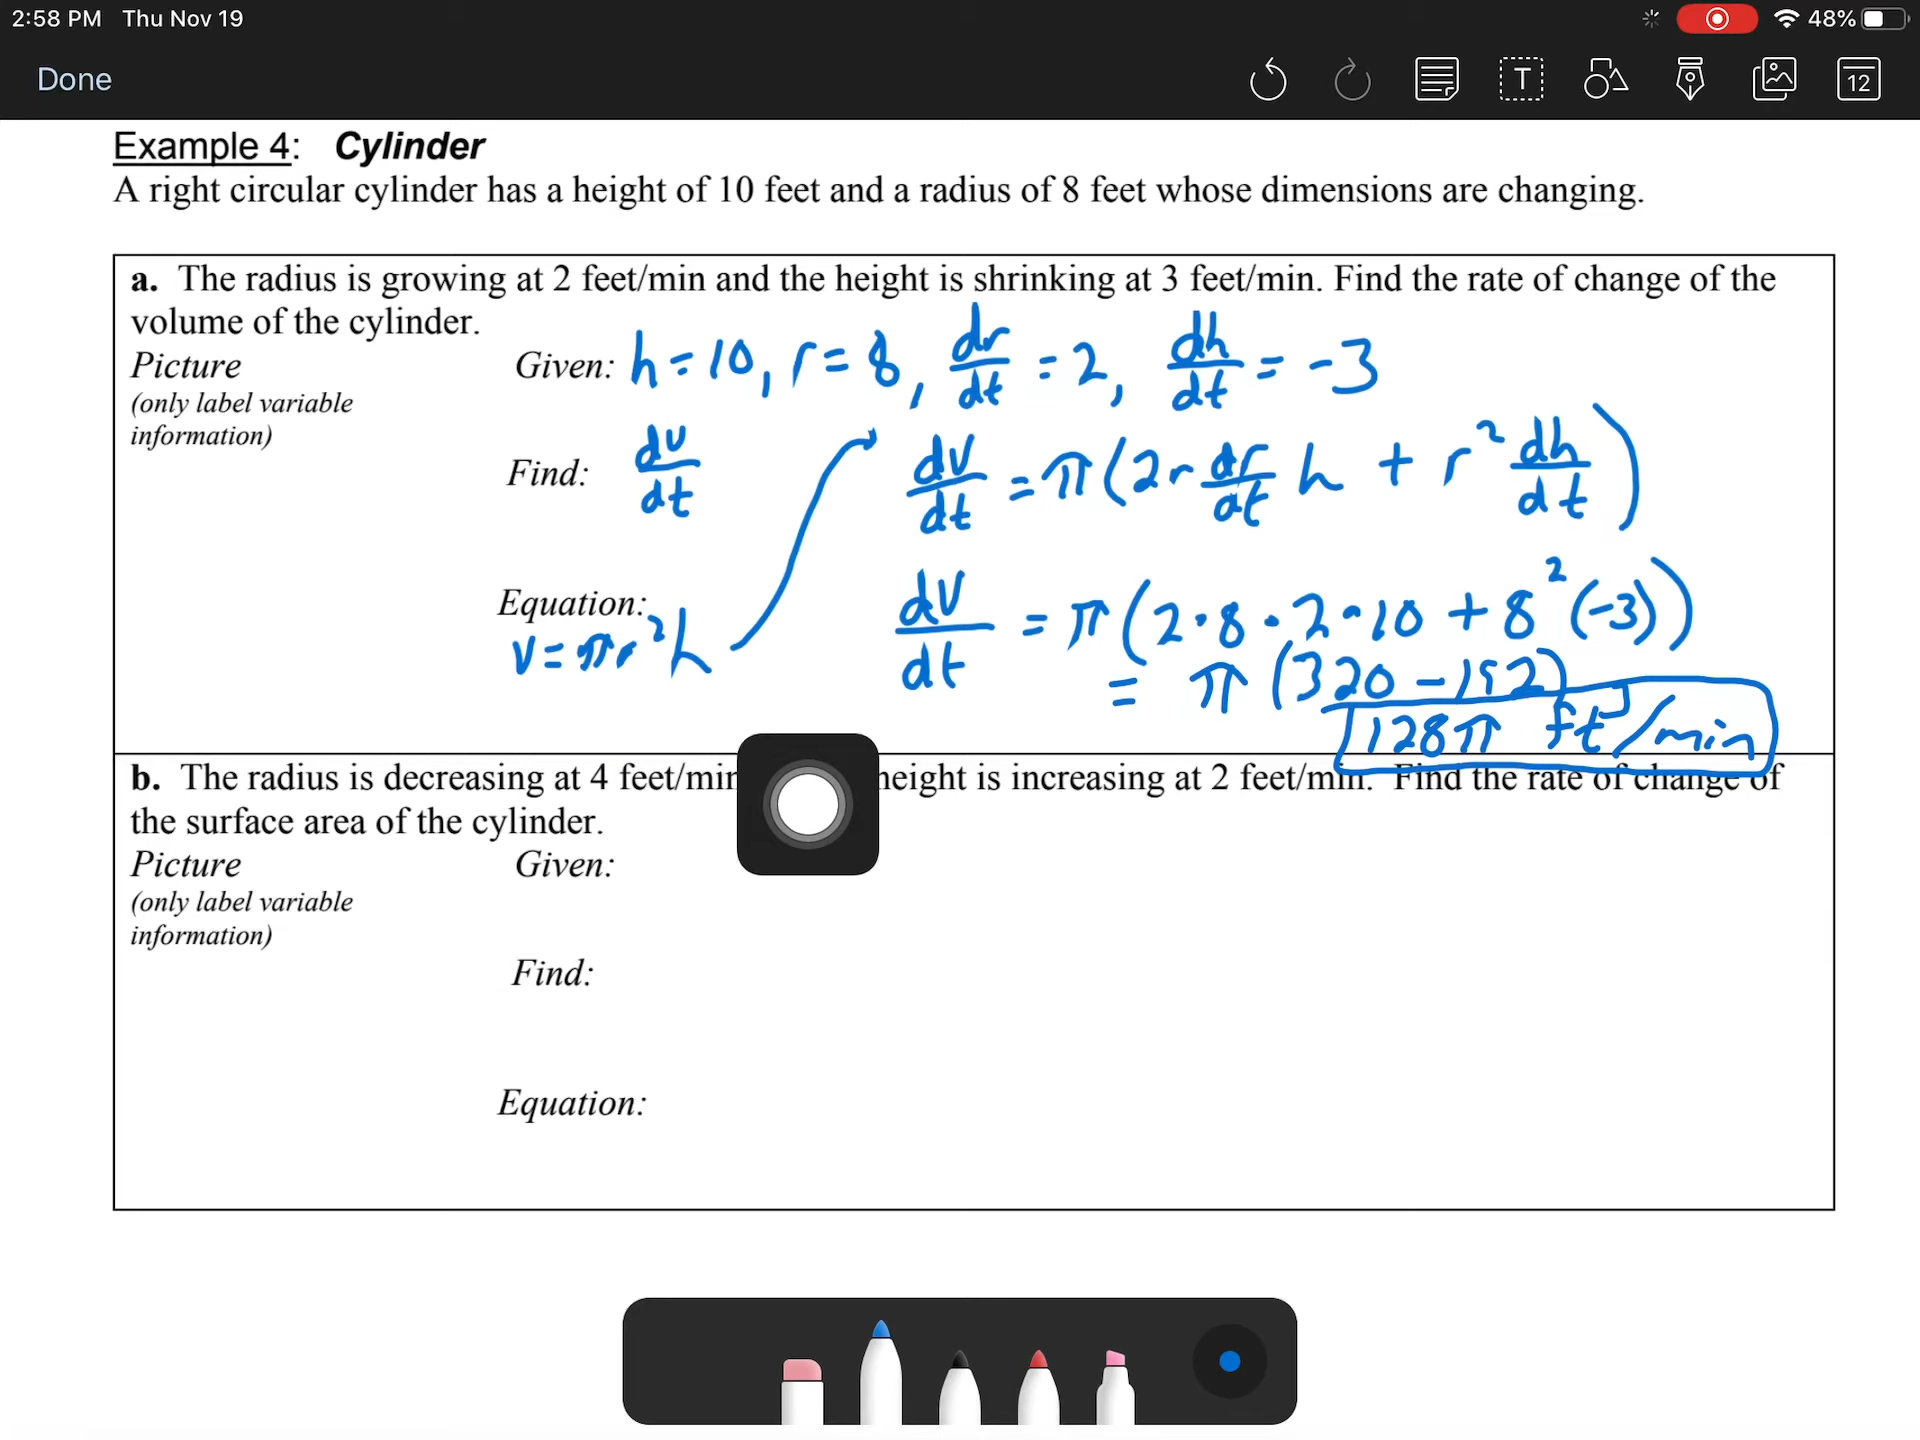 2:58 PM Thu Nov 19 48%
Done T 12
Example 4: Cylinder
A right circular cylinder has a height of 10 feet and a radius of 8 feet whose dimensions are changing.
a. The radius is growing at 2 feet/min and the height is shrinking at 3 feet/min. Find the rate of change of the
volume of the cylinder.
Picture
(only label variable
information)
Given: h = 10, r = 8, dr/dt = 2, dh/dt = -3
Find: dV/dt
dV/dt = π(2r dr/dt h + r² dh/dt)
Equation:
V = πr²h
dV/dt = π(2·8·2·10 + 8²(-3))
= π(320 - 192)
128π ft³/min
b. The radius is decreasing at 4 feet/min height is increasing at 2 feet/min. Find the rate of change of
the surface area of the cylinder.
Picture
(only label variable
information)
Given:
Find:
Equation: